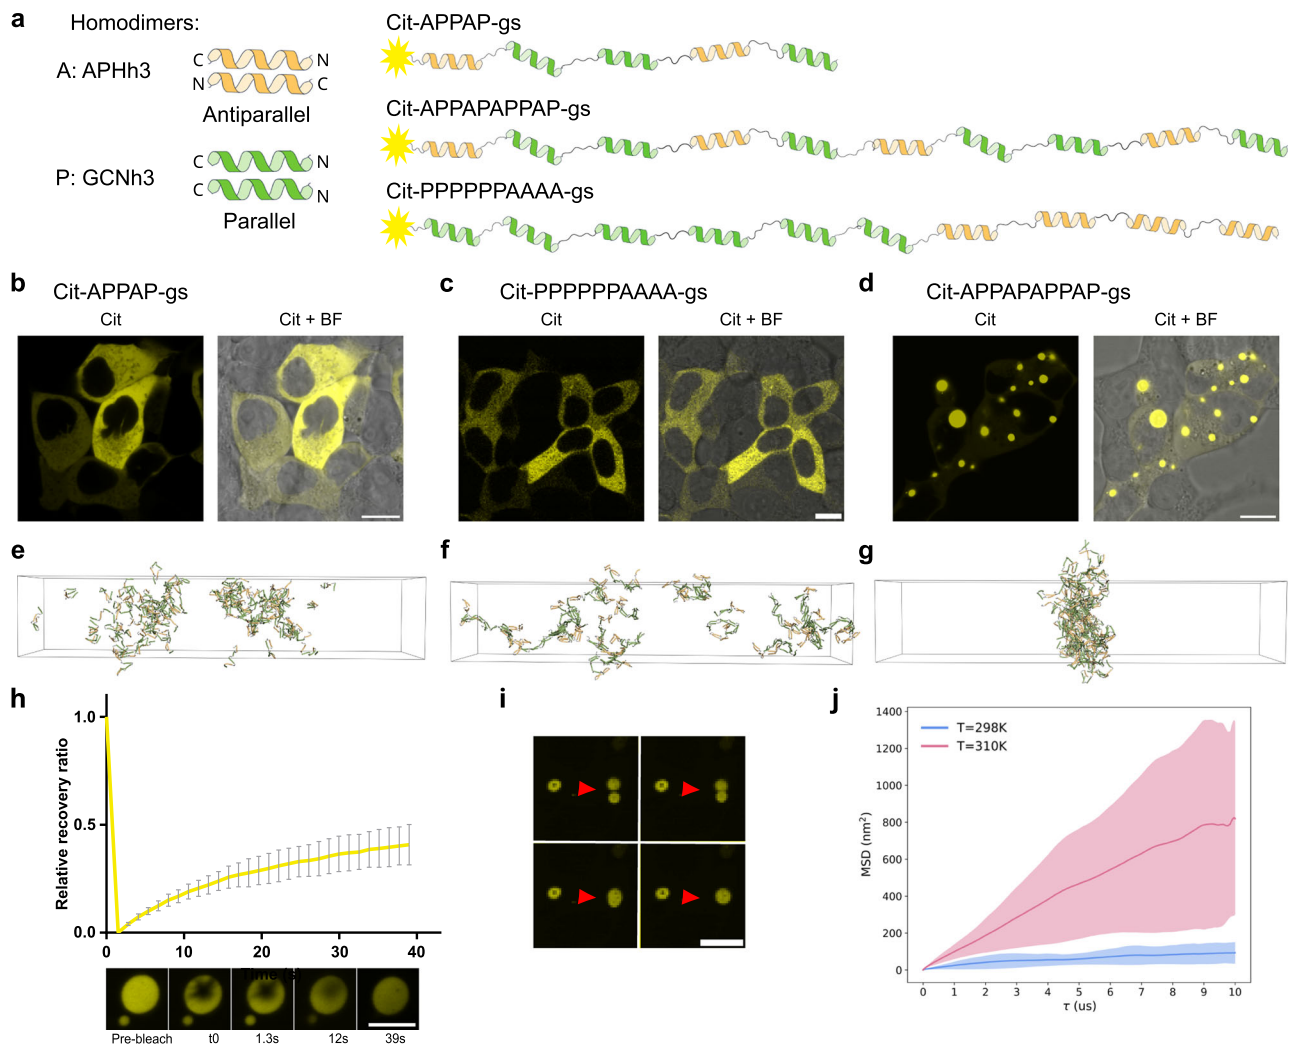 a
Homodimers:
A: APHh3
C N
N C
Antiparallel
P: GCNh3
C N
C N
Parallel
Cit-APPAP-gs
Cit-APPAPAPPAP-gs
Cit-PPPPPPAAAA-gs
b
Cit-APPAP-gs
Cit Cit + BF
c
Cit-PPPPPPAAAA-gs
Cit Cit + BF
d
Cit-APPAPAPPAP-gs
Cit Cit + BF
e
f
g
h
Relative recovery ratio
1.0
0.5
0.0
0 10 20 30 40
Pre-bleach t0 1.3s 12s 39s
i
j
MSD (nm²)
1400
1200
1000
800
600
400
200
0
T=298K
T=310K
0 1 2 3 4 5 6 7 8 9 10
τ (us)